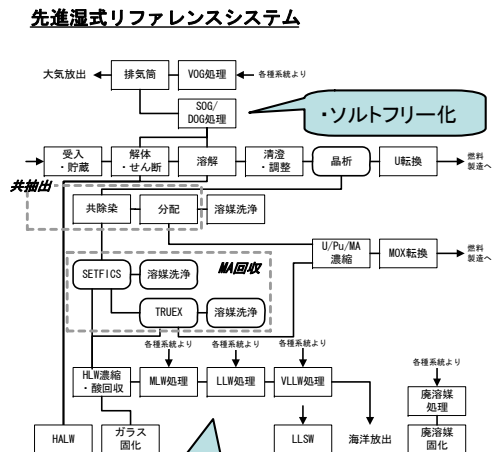 先進湿式リファレンスシステム
大気放出
排気筒
VOG処理
各種系統より
SOG/
DOG処理
・ソルトフリー化
受入
・貯蔵
解体
・せん断
溶解
清澄
・調整
晶析
U転換
燃料
製造へ
共抽出
共除染
分配
溶媒洗浄
U/Pu/MA
濃縮
MOX転換
燃料
製造へ
SETFICS
溶媒洗浄
MA回収
TRUEX
溶媒洗浄
各種系統より
各種系統より
各種系統より
各種系統より
HLW濃縮
・酸回収
MLW処理
LLW処理
VLLW処理
廃溶媒
処理
HALW
ガラス
固化
LLSW
海洋放出
廃溶媒
固化